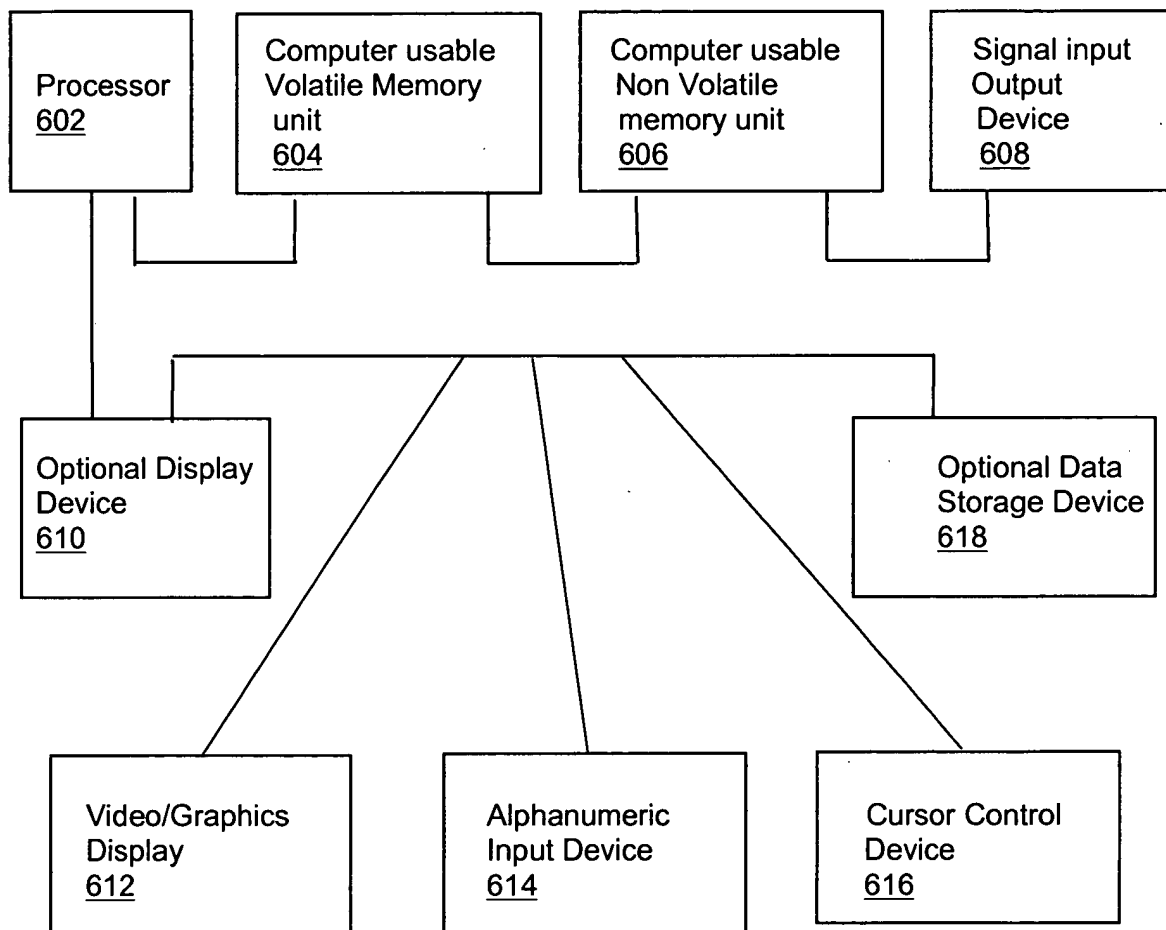 Processor
602
Computer usable
Volatile Memory
unit
604
Computer usable
Non Volatile
memory unit
606
Signal input
Output
Device
608
Optional Display
Device
610
Optional Data
Storage Device
618
Video/Graphics
Display
612
Alphanumeric
Input Device
614
Cursor Control
Device
616